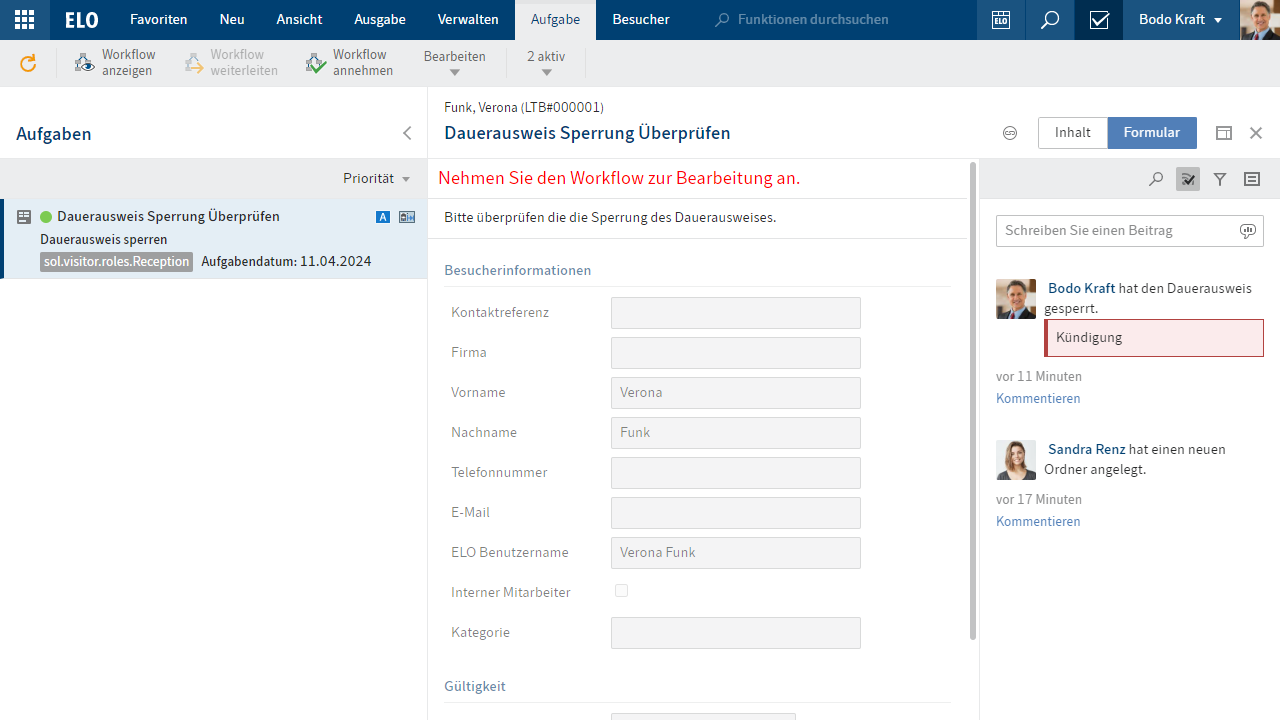 ELO Favoriten Neu Ansicht Ausgabe Verwalten Aufgabe Besucher Funktionen durchsuchen ELO Bodo Kraft
Workflow anzeigen
Workflow weiterleiten
Workflow annehmen
Bearbeiten
2 aktiv
Aufgaben
Priorität
Dauerausweis Sperrung Überprüfen A
Dauerausweis sperren
sol.visitor.roles.Reception Aufgabendatum: 11.04.2024
Funk, Verona (LTB#000001)
Dauerausweis Sperrung Überprüfen
Inhalt Formular
Nehmen Sie den Workflow zur Bearbeitung an.
Bitte überprüfen die die Sperrung des Dauerausweises.
Besucherinformationen
Kontaktreferenz
Firma
Vorname Verona
Nachname Funk
Telefonnummer
E-Mail
ELO Benutzername Verona Funk
Interner Mitarbeiter
Kategorie
Gültigkeit
Schreiben Sie einen Beitrag
Bodo Kraft hat den Dauerausweis
gesperrt.
Kündigung
vor 11 Minuten
Kommentieren
Sandra Renz hat einen neuen
Ordner angelegt.
vor 17 Minuten
Kommentieren